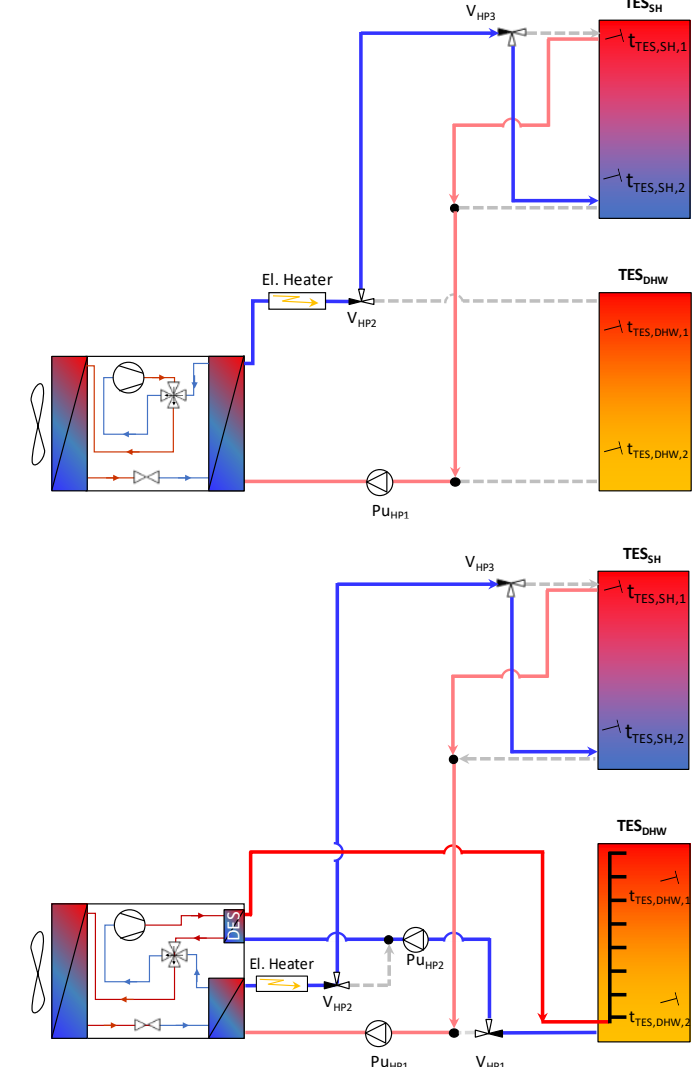 TES_SH
V_HP3
t_TES,SH,1
t_TES,SH,2
El. Heater
TES_DHW
V_HP2
t_TES,DHW,1
t_TES,DHW,2
Pu_HP1
TES_SH
V_HP3
t_TES,SH,1
t_TES,SH,2
TES_DHW
t_TES,DHW,1
DES
Pu_HP2
El. Heater
V_HP2
t_TES,DHW,2
Pu_HP1
V_HP1